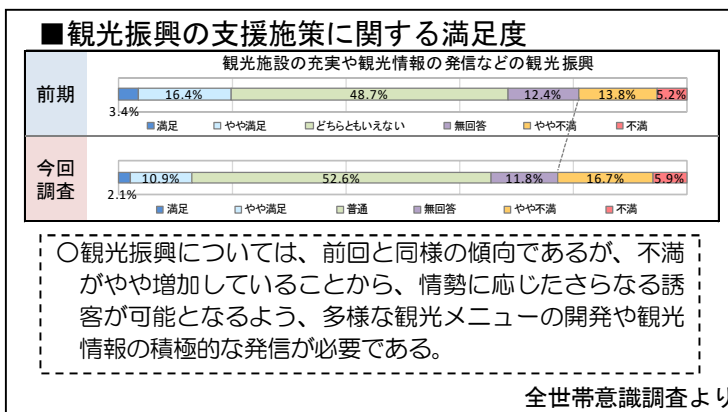 ■観光振興の支援施策に関する満足度
観光施設の充実や観光情報の発信などの観光振興
前期
3.4%
16.4%
48.7%
12.4%
13.8%
5.2%
■満足 □やや満足 □どちらともいえない ■無回答 □やや不満 ■不満
今回
調査
2.1%
10.9%
52.6%
11.8%
16.7%
5.9%
■満足 □やや満足 □普通 ■無回答 □やや不満 ■不満
〇観光振興については、前回と同様の傾向であるが、不満
がやや増加していることから、情勢に応じたさらなる誘
客が可能となるよう、多様な観光メニューの開発や観光
情報の積極的な発信が必要である。
全世帯意識調査より